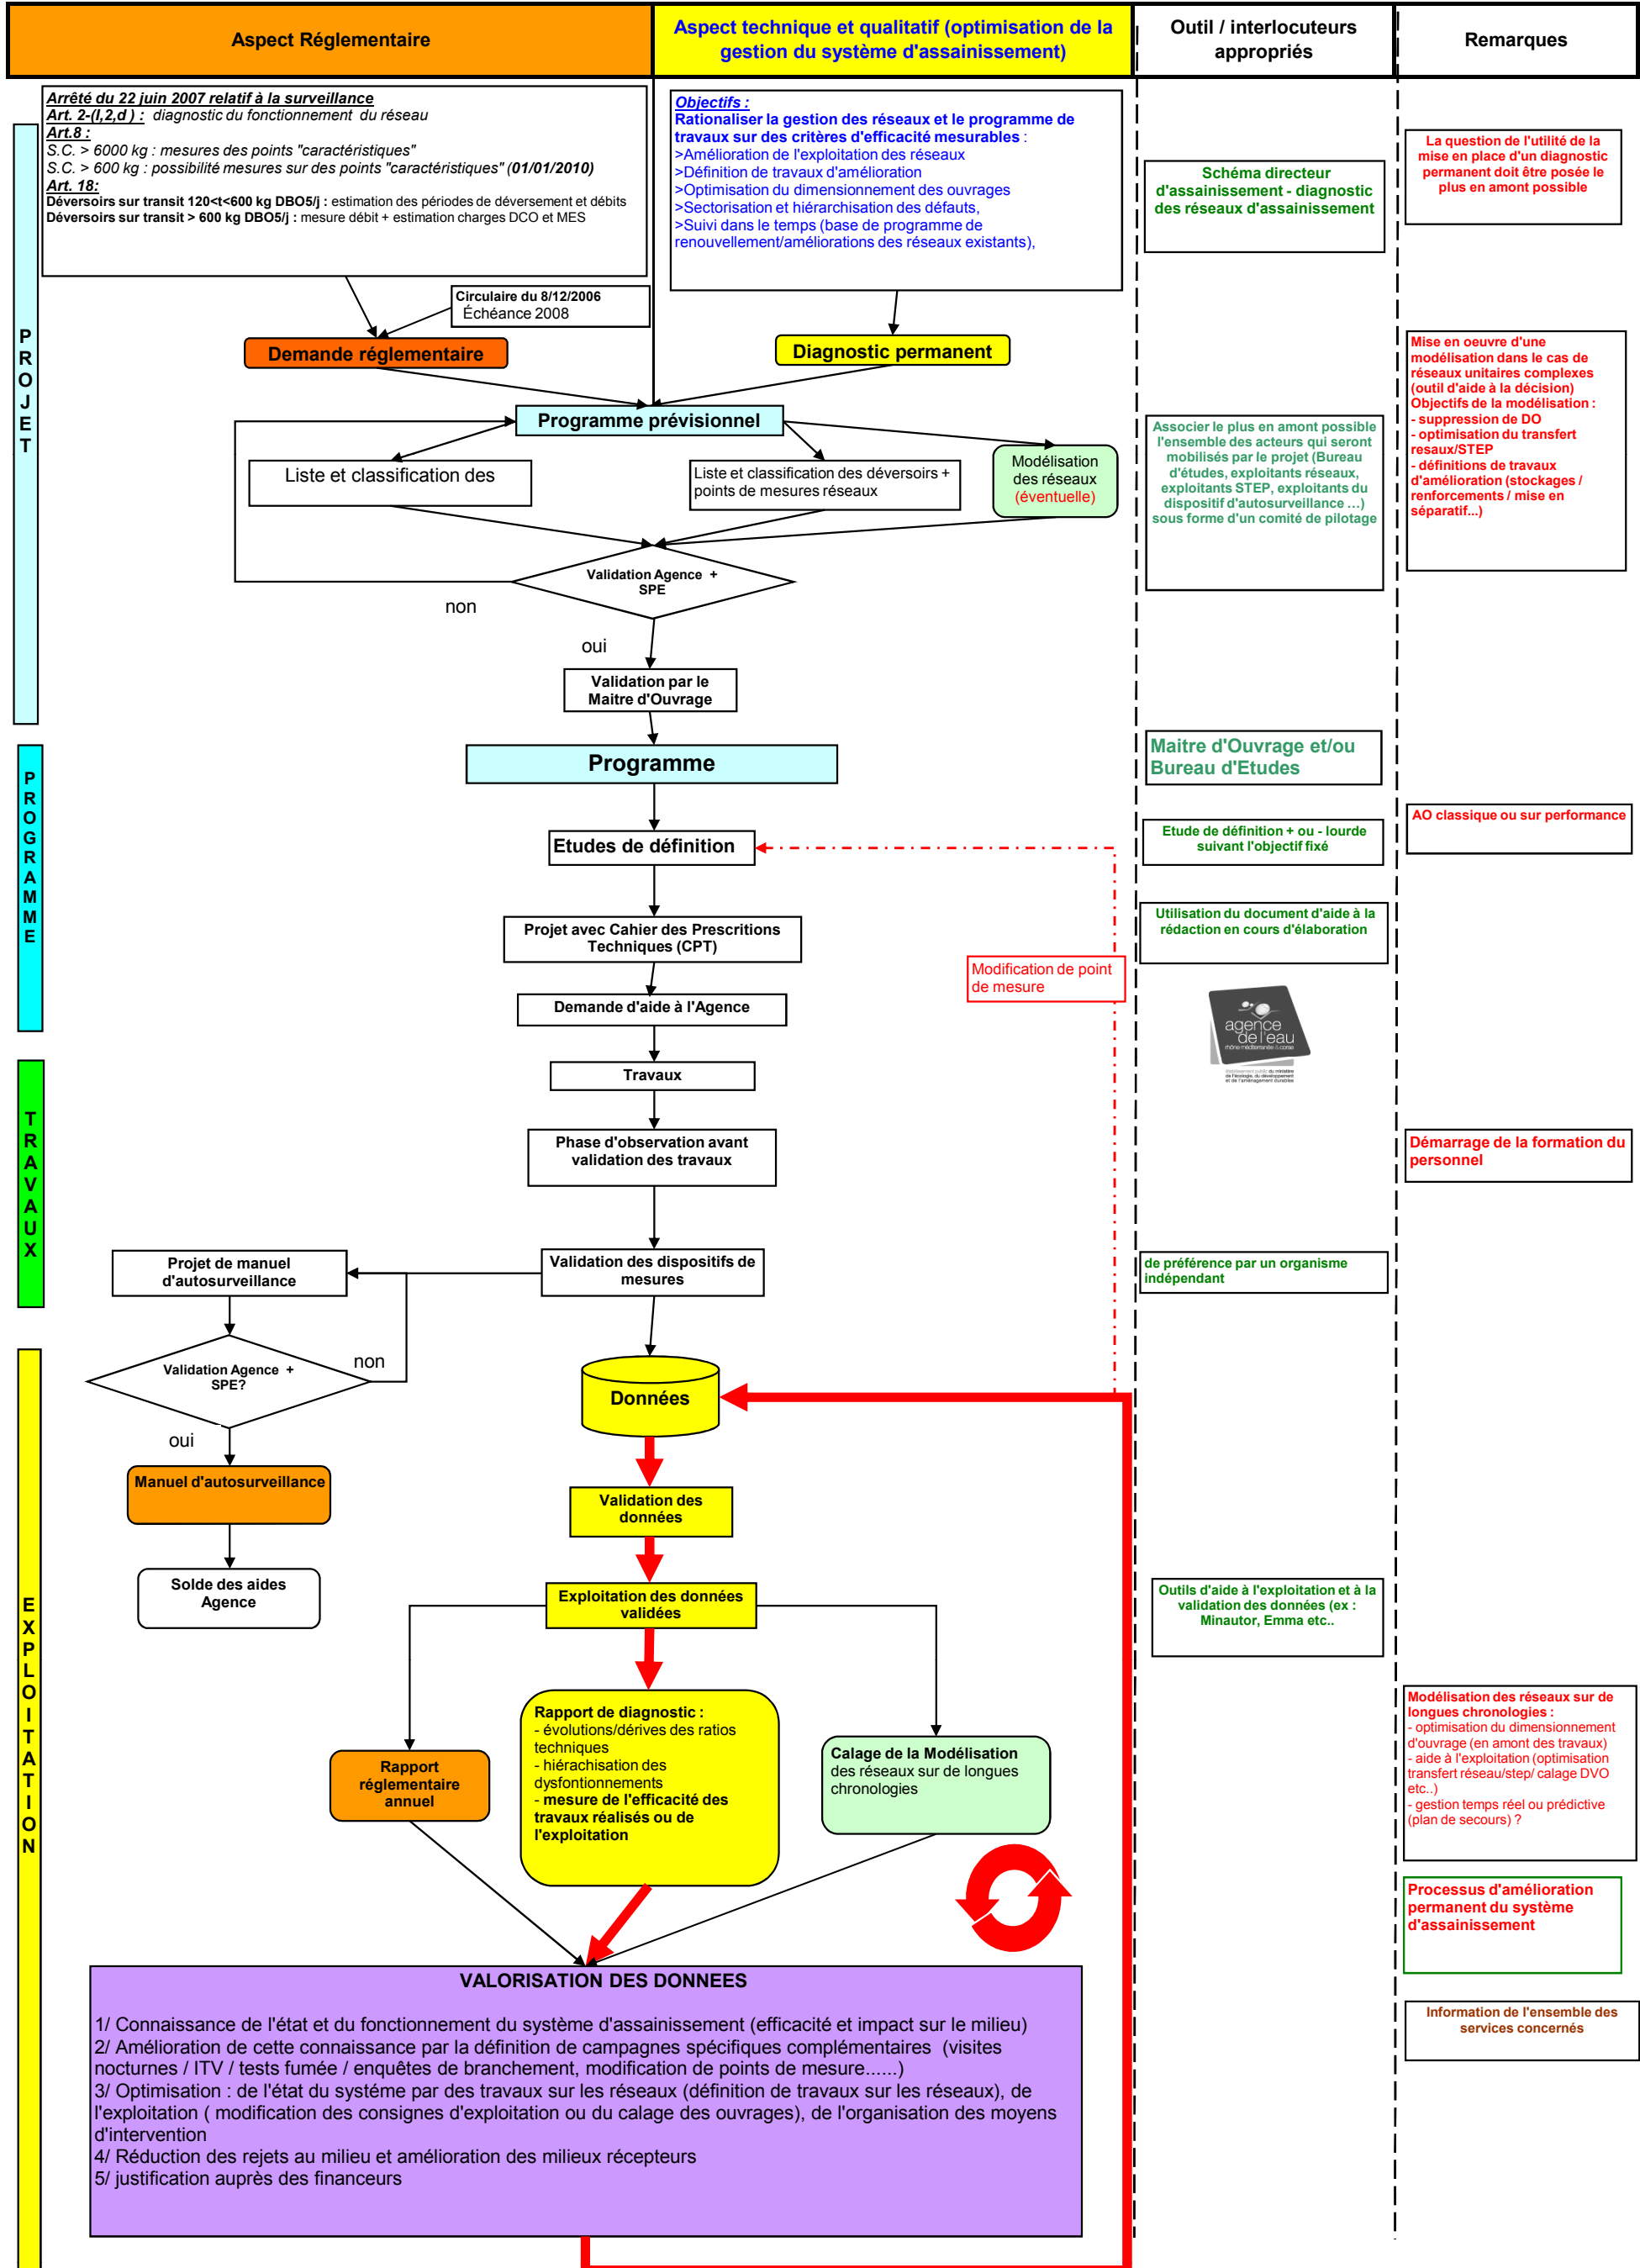 Aspect Réglementaire
Aspect technique et qualitatif (optimisation de la
gestion du système d'assainissement)
Outil / interlocuteurs
appropriés
Remarques
PROJET
Arrêté du 22 juin 2007 relatif à la surveillance
Art. 2-(I,2,d ) : diagnostic du fonctionnement du réseau
Art.8 :
S.C. > 6000 kg : mesures des points "caractéristiques"
S.C. > 600 kg : possibilité mesures sur des points "caractéristiques" (01/01/2010)
Art. 18:
Déversoirs sur transit 120<t<600 kg DBO5/j : estimation des périodes de déversement et débits
Déversoirs sur transit > 600 kg DBO5/j : mesure débit + estimation charges DCO et MES
Objectifs :
Rationaliser la gestion des réseaux et le programme de
travaux sur des critères d'efficacité mesurables :
>Amélioration de l'exploitation des réseaux
>Définition de travaux d'amélioration
>Optimisation du dimensionnement des ouvrages
>Sectorisation et hiérarchisation des défauts,
>Suivi dans le temps (base de programme de
renouvellement/améliorations des réseaux existants),
Schéma directeur
d'assainissement - diagnostic
des réseaux d'assainissement
La question de l'utilité de la
mise en place d'un diagnostic
permanent doit être posée le
plus en amont possible
Circulaire du 8/12/2006
Échéance 2008
Demande réglementaire
Diagnostic permanent
Programme prévisionnel
Liste et classification des
Liste et classification des déversoirs +
points de mesures réseaux
Modélisation
des réseaux
(éventuelle)
Associer le plus en amont possible
l'ensemble des acteurs qui seront
mobilisés par le projet (Bureau
d'études, exploitants réseaux,
exploitants STEP, exploitants du
dispositif d'autosurveillance …)
sous forme d'un comité de pilotage
Mise en oeuvre d'une
modélisation dans le cas de
réseaux unitaires complexes
(outil d'aide à la décision)
Objectifs de la modélisation :
- suppression de DO
- optimisation du transfert
resaux/STEP
- définitions de travaux
d'amélioration (stockages /
renforcements / mise en
séparatif...)
Validation Agence +
SPE
non
oui
Validation par le
Maitre d'Ouvrage
PROGRAMME
Programme
Maitre d'Ouvrage et/ou
Bureau d'Etudes
Etudes de définition
Etude de définition + ou - lourde
suivant l'objectif fixé
AO classique ou sur performance
Projet avec Cahier des Prescritions
Techniques (CPT)
Utilisation du document d'aide à la
rédaction en cours d'élaboration
Modification de point
de mesure
Demande d'aide à l'Agence
agence
de l'eau
rhône méditerranée & corse
établissement public du ministère
de l'écologie, du développement
et de l'aménagement durables
TRAVAUX
Travaux
Phase d'observation avant
validation des travaux
Démarrage de la formation du
personnel
Projet de manuel
d'autosurveillance
Validation des dispositifs de
mesures
de préférence par un organisme
indépendant
EXPLOITATION
Validation Agence +
SPE?
non
oui
Données
Manuel d'autosurveillance
Validation des
données
Solde des aides
Agence
Exploitation des données
validées
Outils d'aide à l'exploitation et à la
validation des données (ex :
Minautor, Emma etc..
Rapport
réglementaire
annuel
Rapport de diagnostic :
- évolutions/dérives des ratios
techniques
- hiérachisation des
dysfontionnements
- mesure de l'efficacité des
travaux réalisés ou de
l'exploitation
Calage de la Modélisation
des réseaux sur de longues
chronologies
Modélisation des réseaux sur de
longues chronologies :
- optimisation du dimensionnement
d'ouvrage (en amont des travaux)
- aide à l'exploitation (optimisation
transfert réseau/step/ calage DVO
etc..)
- gestion temps réel ou prédictive
(plan de secours) ?
Processus d'amélioration
permanent du système
d'assainissement
Information de l'ensemble des
services concernés
VALORISATION DES DONNEES
1/ Connaissance de l'état et du fonctionnement du système d'assainissement (efficacité et impact sur le milieu)
2/ Amélioration de cette connaissance par la définition de campagnes spécifiques complémentaires (visites
nocturnes / ITV / tests fumée / enquêtes de branchement, modification de points de mesure......)
3/ Optimisation : de l'état du systéme par des travaux sur les réseaux (définition de travaux sur les réseaux), de
l'exploitation ( modification des consignes d'exploitation ou du calage des ouvrages), de l'organisation des moyens
d'intervention
4/ Réduction des rejets au milieu et amélioration des milieux récepteurs
5/ justification auprès des financeurs